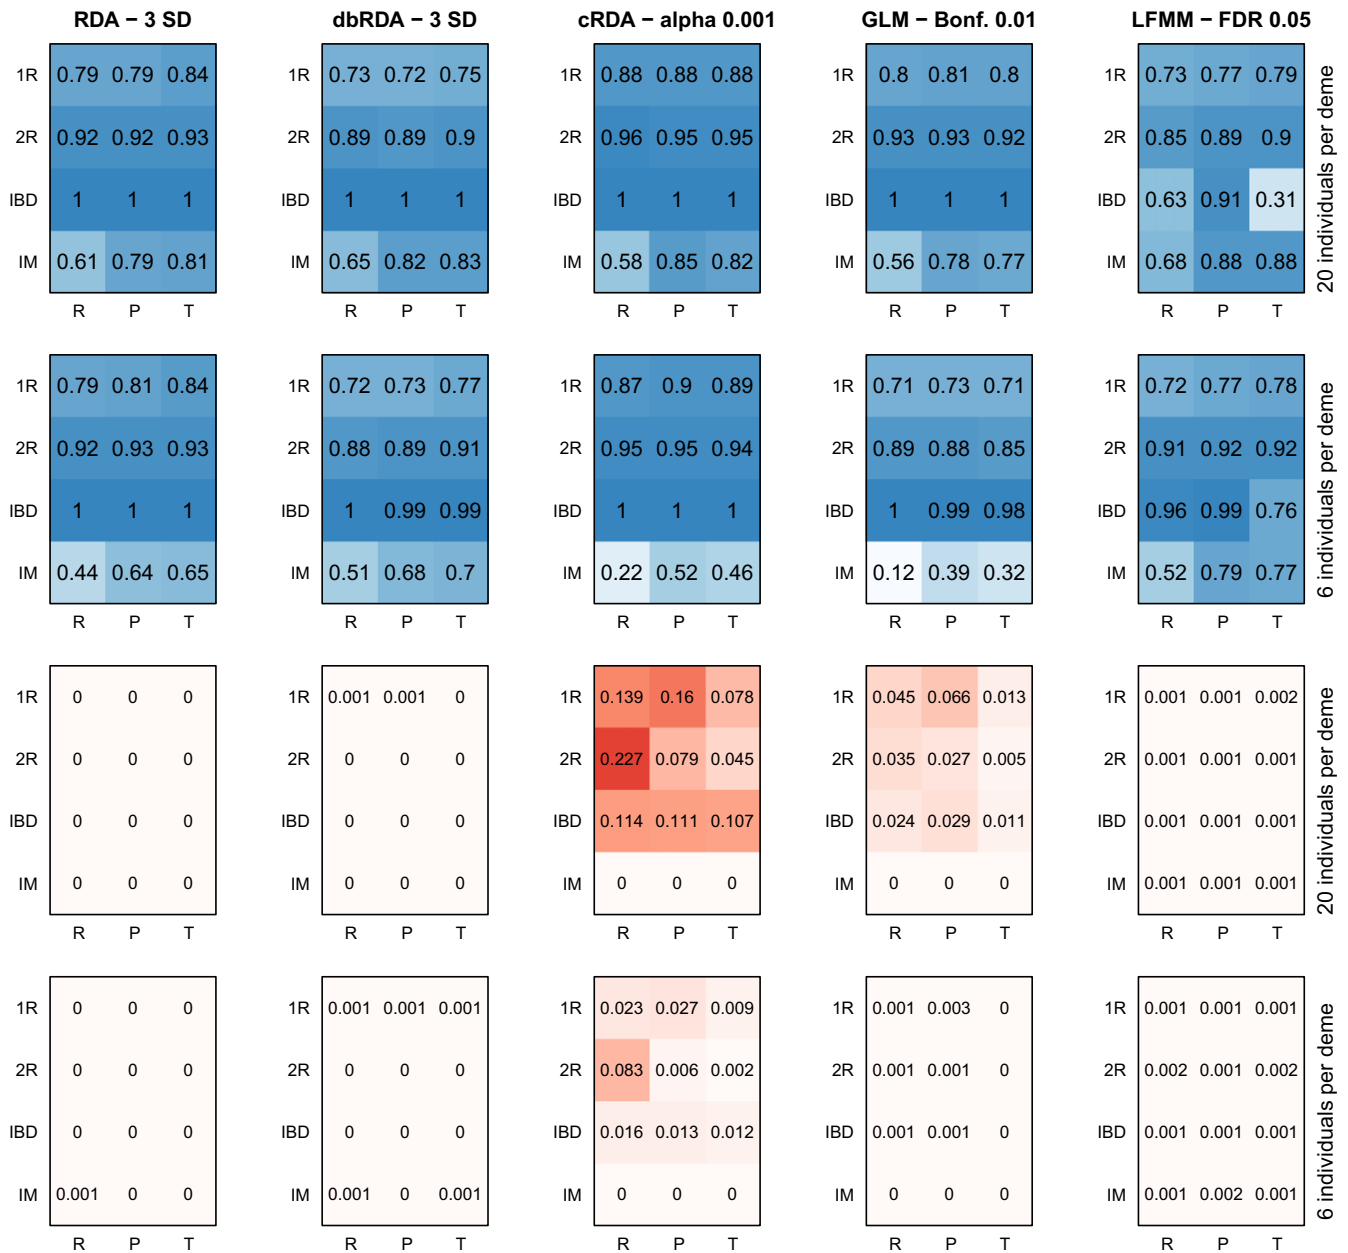 RDA − 3 SD dbRDA − 3 SD cRDA − alpha 0.001 GLM − Bonf. 0.01 LFMM − FDR 0.05
1R 0.79 0.79 0.84 1R 0.73 0.72 0.75 1R 0.88 0.88 0.88 1R 0.8 0.81 0.8 1R 0.73 0.77 0.79
2R 0.92 0.92 0.93 2R 0.89 0.89 0.9 2R 0.96 0.95 0.95 2R 0.93 0.93 0.92 2R 0.85 0.89 0.9
IBD 1 1 1 IBD 1 1 1 IBD 1 1 1 IBD 1 1 1 IBD 0.63 0.91 0.31
IM 0.61 0.79 0.81 IM 0.65 0.82 0.83 IM 0.58 0.85 0.82 IM 0.56 0.78 0.77 IM 0.68 0.88 0.88
R P T R P T R P T R P T R P T
20 individuals per deme
1R 0.79 0.81 0.84 1R 0.72 0.73 0.77 1R 0.87 0.9 0.89 1R 0.71 0.73 0.71 1R 0.72 0.77 0.78
2R 0.92 0.93 0.93 2R 0.88 0.89 0.91 2R 0.95 0.95 0.94 2R 0.89 0.88 0.85 2R 0.91 0.92 0.92
IBD 1 1 1 IBD 1 0.99 0.99 IBD 1 1 1 IBD 1 0.99 0.98 IBD 0.96 0.99 0.76
IM 0.44 0.64 0.65 IM 0.51 0.68 0.7 IM 0.22 0.52 0.46 IM 0.12 0.39 0.32 IM 0.52 0.79 0.77
R P T R P T R P T R P T R P T
6 individuals per deme
1R 0 0 0 1R 0.001 0.001 0 1R 0.139 0.16 0.078 1R 0.045 0.066 0.013 1R 0.001 0.001 0.002
2R 0 0 0 2R 0 0 0 2R 0.227 0.079 0.045 2R 0.035 0.027 0.005 2R 0.001 0.001 0.001
IBD 0 0 0 IBD 0 0 0 IBD 0.114 0.111 0.107 IBD 0.024 0.029 0.011 IBD 0.001 0.001 0.001
IM 0 0 0 IM 0 0 0 IM 0 0 0 IM 0 0 0 IM 0.001 0.001 0.001
R P T R P T R P T R P T R P T
20 individuals per deme
1R 0 0 0 1R 0.001 0.001 0.001 1R 0.023 0.027 0.009 1R 0.001 0.003 0 1R 0.001 0.001 0.001
2R 0 0 0 2R 0 0 0 2R 0.083 0.006 0.002 2R 0.001 0.001 0 2R 0.002 0.001 0.002
IBD 0 0 0 IBD 0 0 0 IBD 0.016 0.013 0.012 IBD 0.001 0.001 0 IBD 0.001 0.001 0.001
IM 0.001 0 0 IM 0.001 0 0.001 IM 0 0 0 IM 0 0 0 IM 0.001 0.002 0.001
R P T R P T R P T R P T R P T
6 individuals per deme